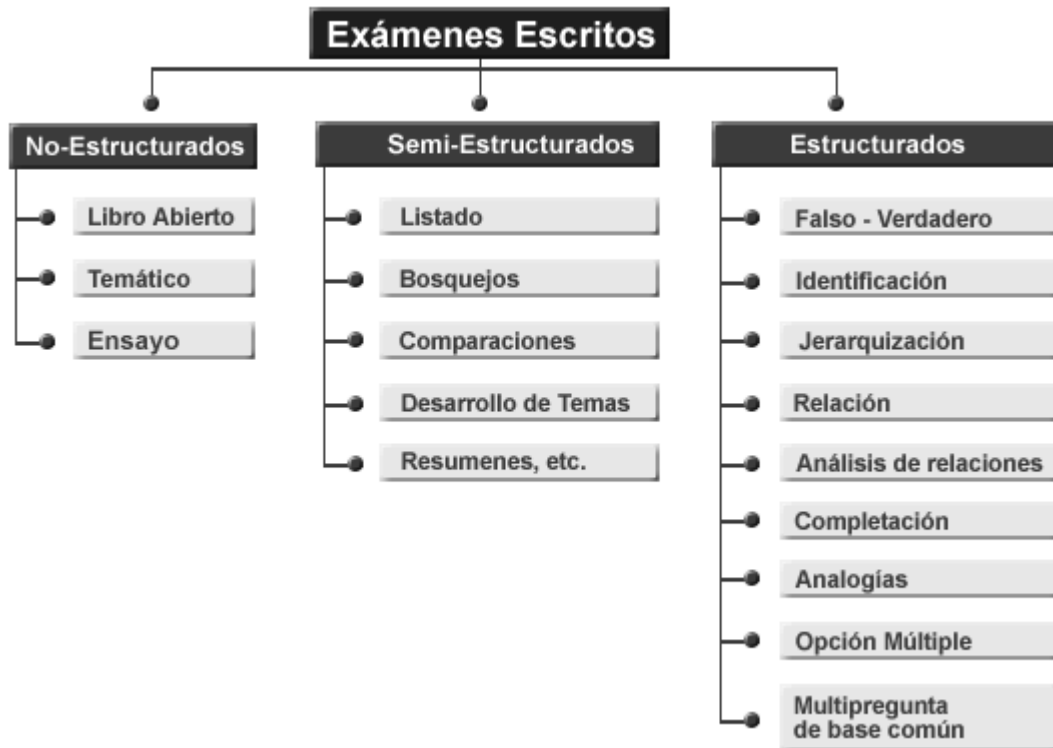 Exámenes Escritos
No-Estructurados
Libro Abierto
Temático
Ensayo
Semi-Estructurados
Listado
Bosquejos
Comparaciones
Desarrollo de Temas
Resumenes, etc.
Estructurados
Falso - Verdadero
Identificación
Jerarquización
Relación
Análisis de relaciones
Completación
Analogías
Opción Múltiple
Multipregunta
de base común